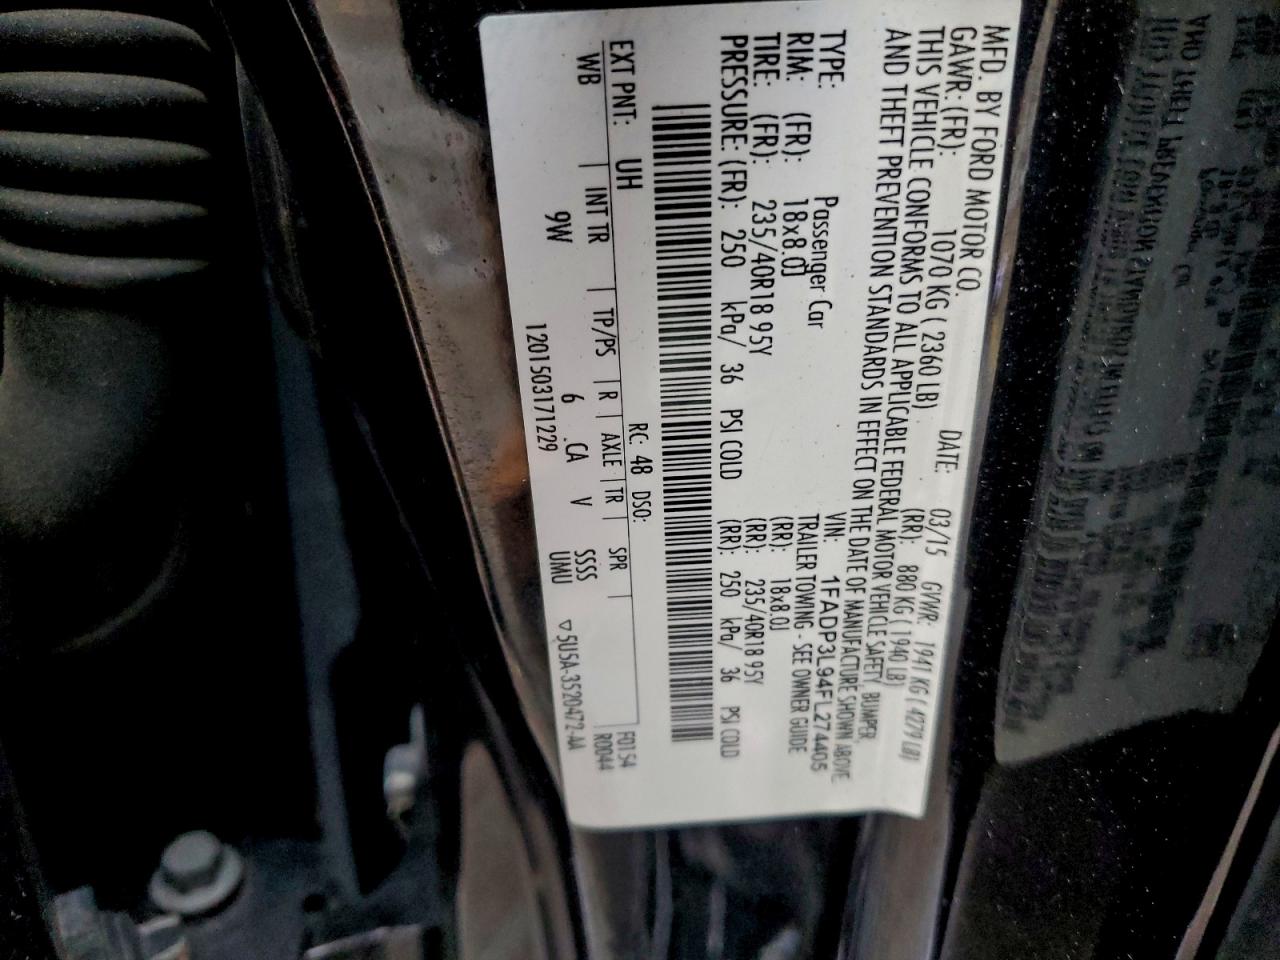 MFD. BY FORD MOTOR CO.
DATE: 03/15 GVWR: 1941 KG ( 4279 LB)
GAWR: (FR): 1070 KG ( 2360 LB) (RR): 880 KG ( 1940 LB)
THIS VEHICLE CONFORMS TO ALL APPLICABLE FEDERAL MOTOR VEHICLE SAFETY, BUMPER,
AND THEFT PREVENTION STANDARDS IN EFFECT ON THE DATE OF MANUFACTURE SHOWN ABOVE
VIN: 1FADP3L94FL274405
TYPE: Passenger Car TRAILER TOWING - SEE OWNER GUIDE
RIM: (FR): 18x8.0J (RR): 18x8.0J
TIRE: (FR): 235/40R18 95Y (RR): 235/40R18 95Y
PRESSURE: (FR): 250 kPa/ 36 PSI COLD (RR): 250 kPa/ 36 PSI COLD
EXT PNT: UH RC: 48 DSO: F0154
WB INT TR TP/PS R AXLE TR SPR R0044
9W 6 CA V SSSS
120150317122 9 UMU ▽5U5A-3520472-AA